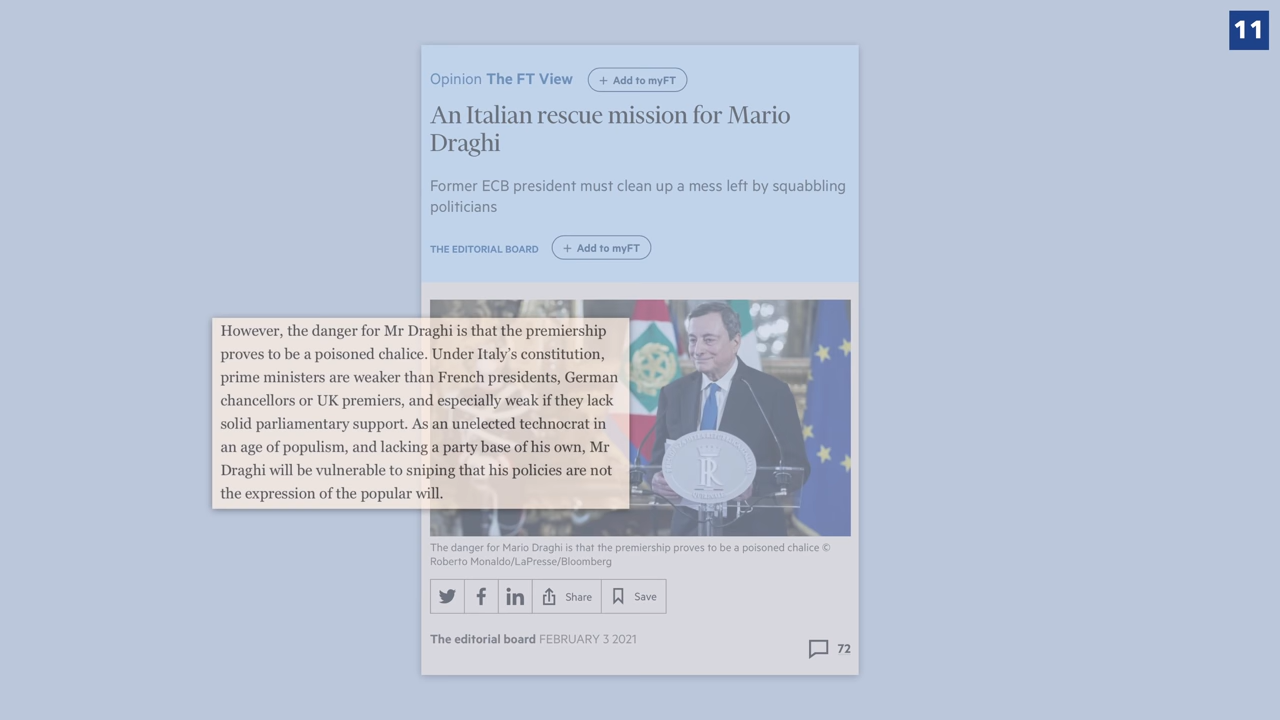 11
Opinion The FT View + Add to myFT
An Italian rescue mission for Mario
Draghi
Former ECB president must clean up a mess left by squabbling
politicians
THE EDITORIAL BOARD + Add to myFT
However, the danger for Mr Draghi is that the premiership
proves to be a poisoned chalice. Under Italy’s constitution,
prime ministers are weaker than French presidents, German
chancellors or UK premiers, and especially weak if they lack
solid parliamentary support. As an unelected technocrat in
an age of populism, and lacking a party base of his own, Mr
Draghi will be vulnerable to sniping that his policies are not
the expression of the popular will.
The danger for Mario Draghi is that the premiership proves to be a poisoned chalice ©
Roberto Monaldo/LaPresse/Bloomberg
Share
Save
The editorial board FEBRUARY 3 2021
72